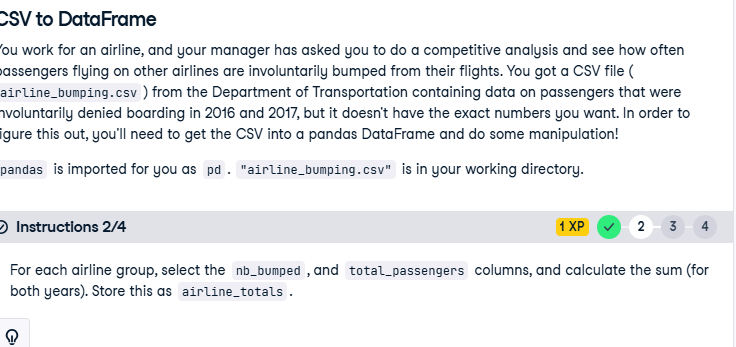 CSV to DataFrame
You work for an airline, and your manager has asked you to do a competitive analysis and see how often
passengers flying on other airlines are involuntarily bumped from their flights. You got a CSV file (
airline_bumping.csv ) from the Department of Transportation containing data on passengers that were
involuntarily denied boarding in 2016 and 2017, but it doesn't have the exact numbers you want. In order to
figure this out, you'll need to get the CSV into a pandas DataFrame and do some manipulation!
pandas is imported for you as pd . "airline_bumping.csv" is in your working directory.
Instructions 2/4 1 XP 2 3 4
For each airline group, select the nb_bumped , and total_passengers columns, and calculate the sum (for
both years). Store this as airline_totals .